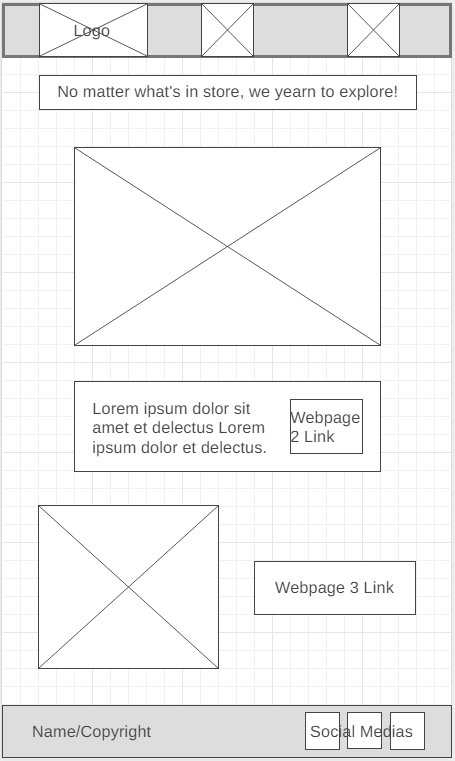 Logo
No matter what's in store, we yearn to explore!
Lorem ipsum dolor sit
amet et delectus Lorem
ipsum dolor et delectus.
Webpage
2 Link
Webpage 3 Link
Name/Copyright
Social Medias